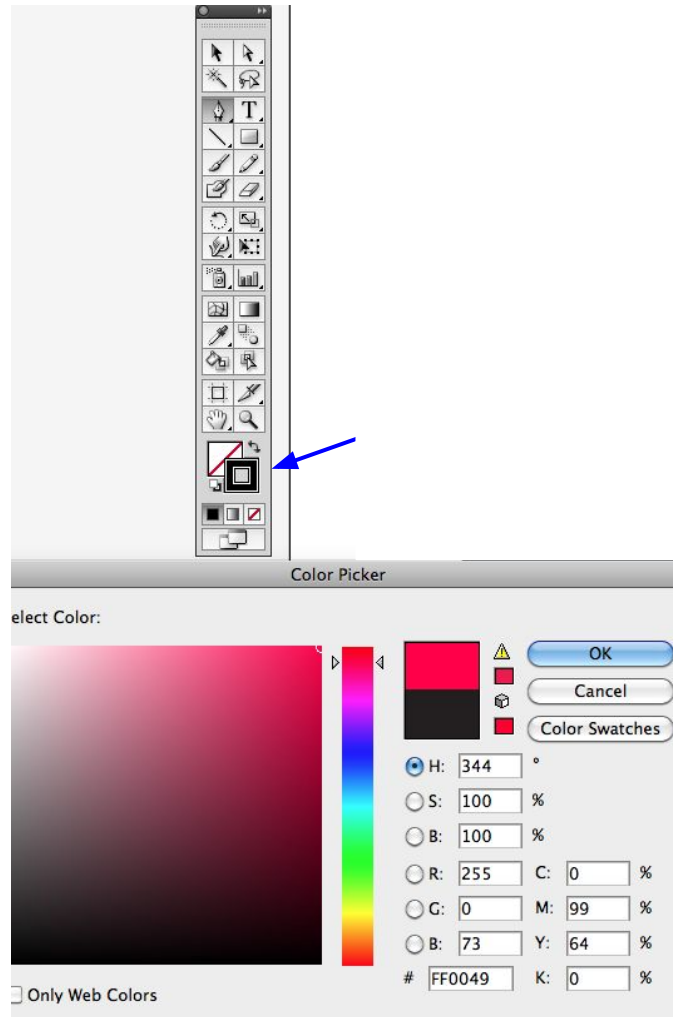 T
Color Picker
elect Color:
OK
Cancel
Color Swatches
H: 344 °
S: 100 %
B: 100 %
R: 255 C: 0 %
G: 0 M: 99 %
B: 73 Y: 64 %
# FF0049 K: 0 %
Only Web Colors